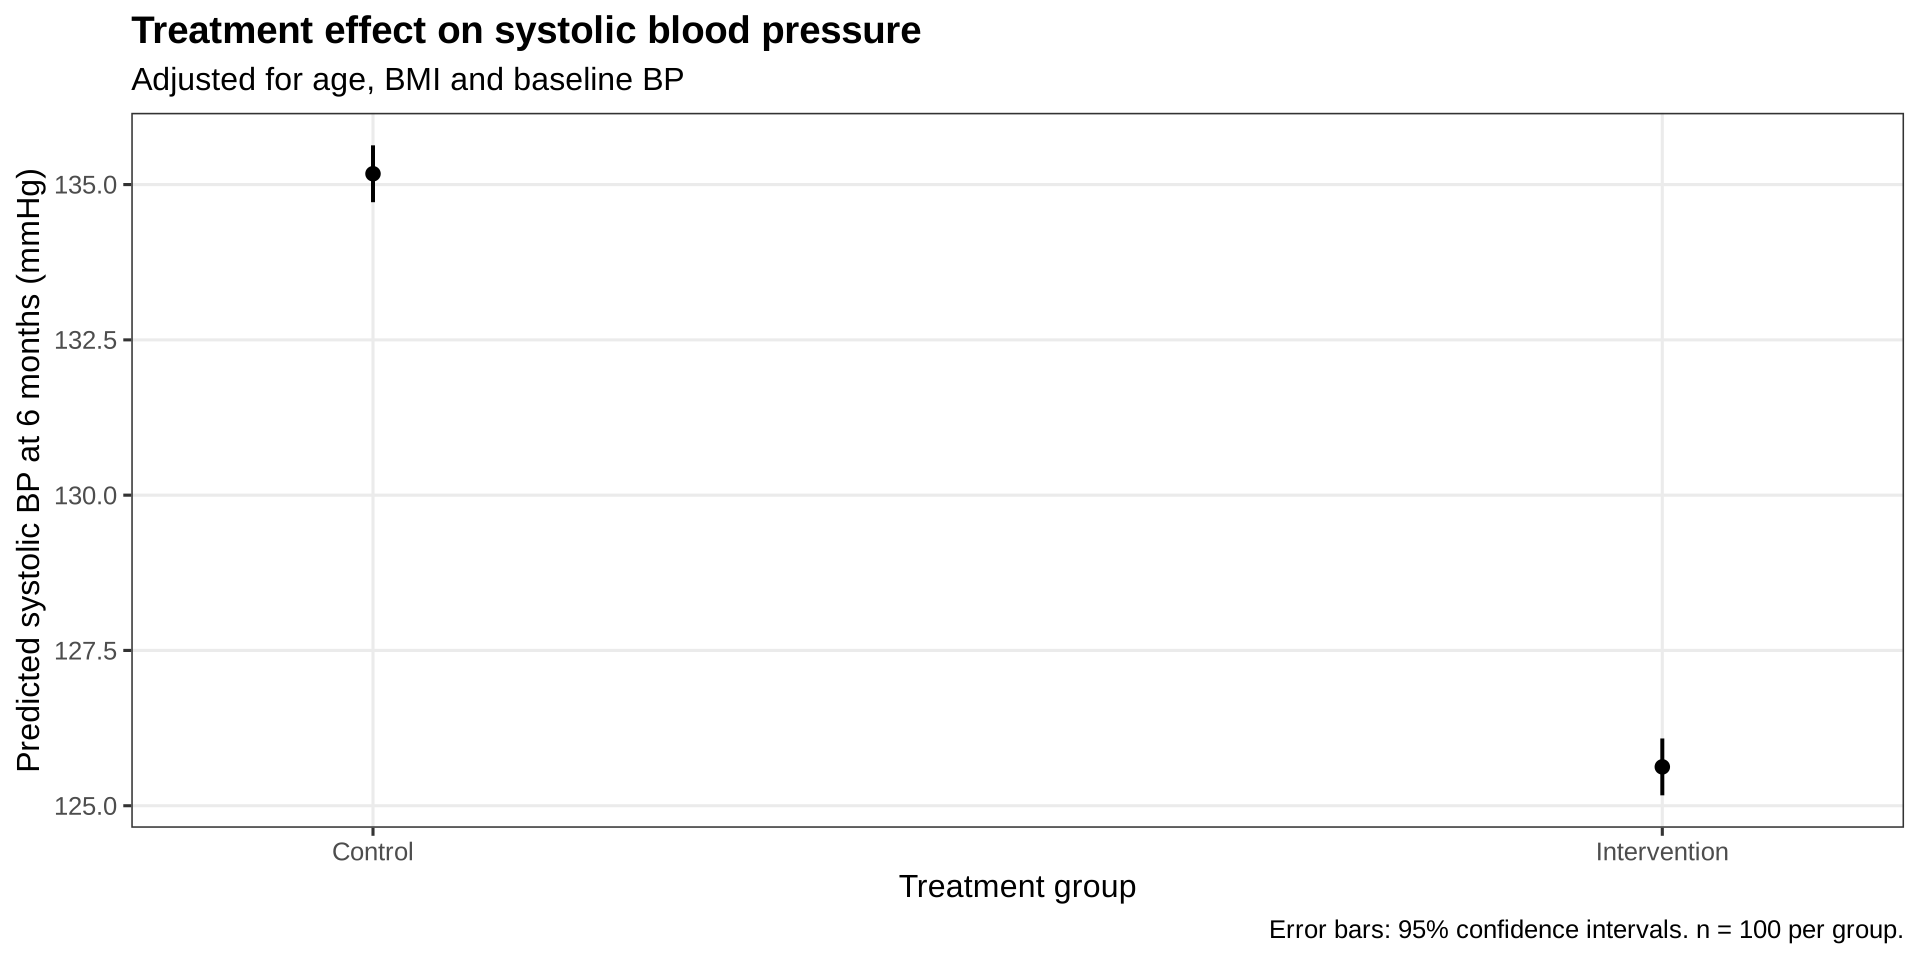 Treatment effect on systolic blood pressure
Adjusted for age, BMI and baseline BP
Predicted systolic BP at 6 months (mmHg)
135.0
132.5
130.0
127.5
125.0
Control
Intervention
Treatment group
Error bars: 95% confidence intervals. n = 100 per group.